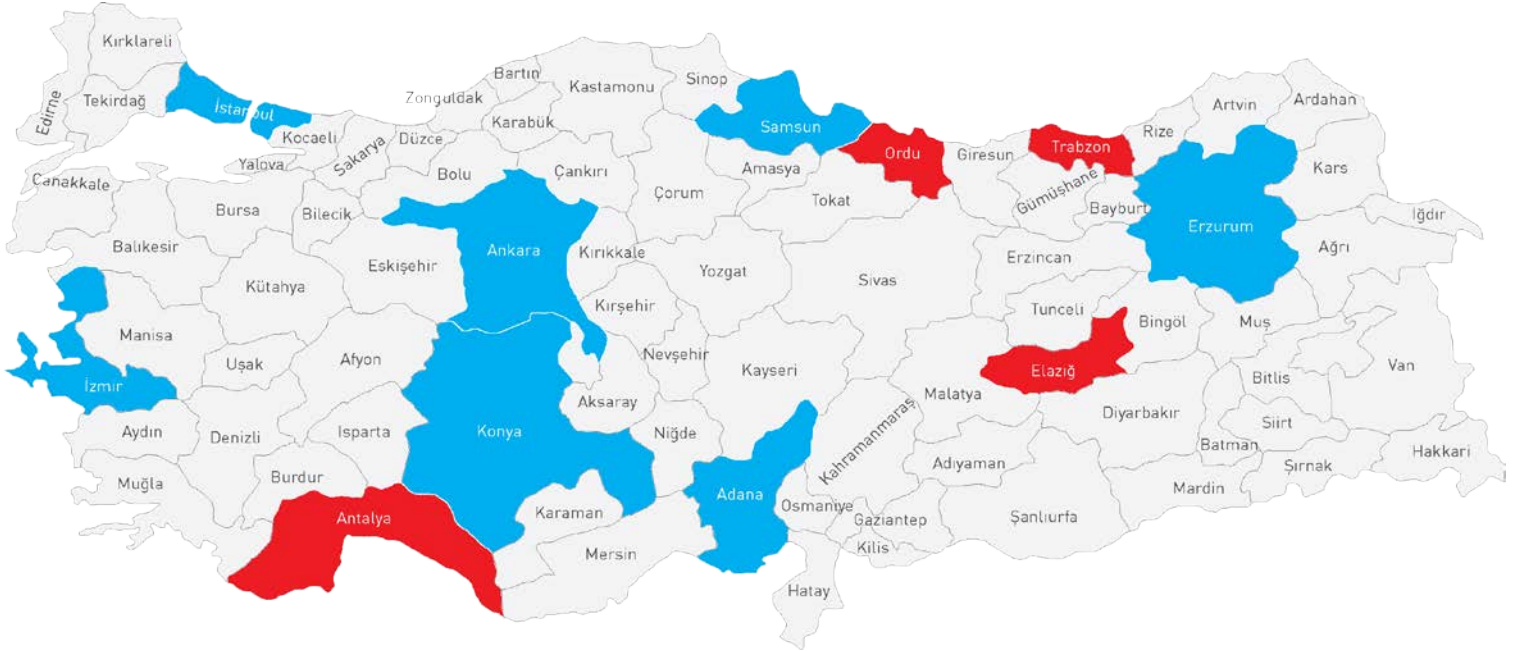 Kırklareli
Edirne
Tekirdağ
İstanbul
Kocaeli
Yalova
Sakarya
Düzce
Zonguldak
Bartın
Karabük
Kastamonu
Sinop
Samsun
Ordu
Giresun
Trabzon
Rize
Artvin
Ardahan
Çanakkale
Bursa
Bilecik
Bolu
Çankırı
Çorum
Amasya
Tokat
Gümüşhane
Bayburt
Erzurum
Kars
Iğdır
Balıkesir
Kütahya
Eskişehir
Ankara
Kırıkkale
Yozgat
Sivas
Erzincan
Ağrı
Manisa
Uşak
Afyon
Kırşehir
Nevşehir
Kayseri
Tunceli
Bingöl
Muş
İzmir
Aksaray
Malatya
Elazığ
Bitlis
Van
Aydın
Denizli
Isparta
Konya
Niğde
Kahramanmaraş
Adıyaman
Diyarbakır
Batman
Siirt
Şırnak
Hakkari
Muğla
Burdur
Antalya
Karaman
Mersin
Adana
Osmaniye
Gaziantep
Kilis
Şanlıurfa
Mardin
Hatay